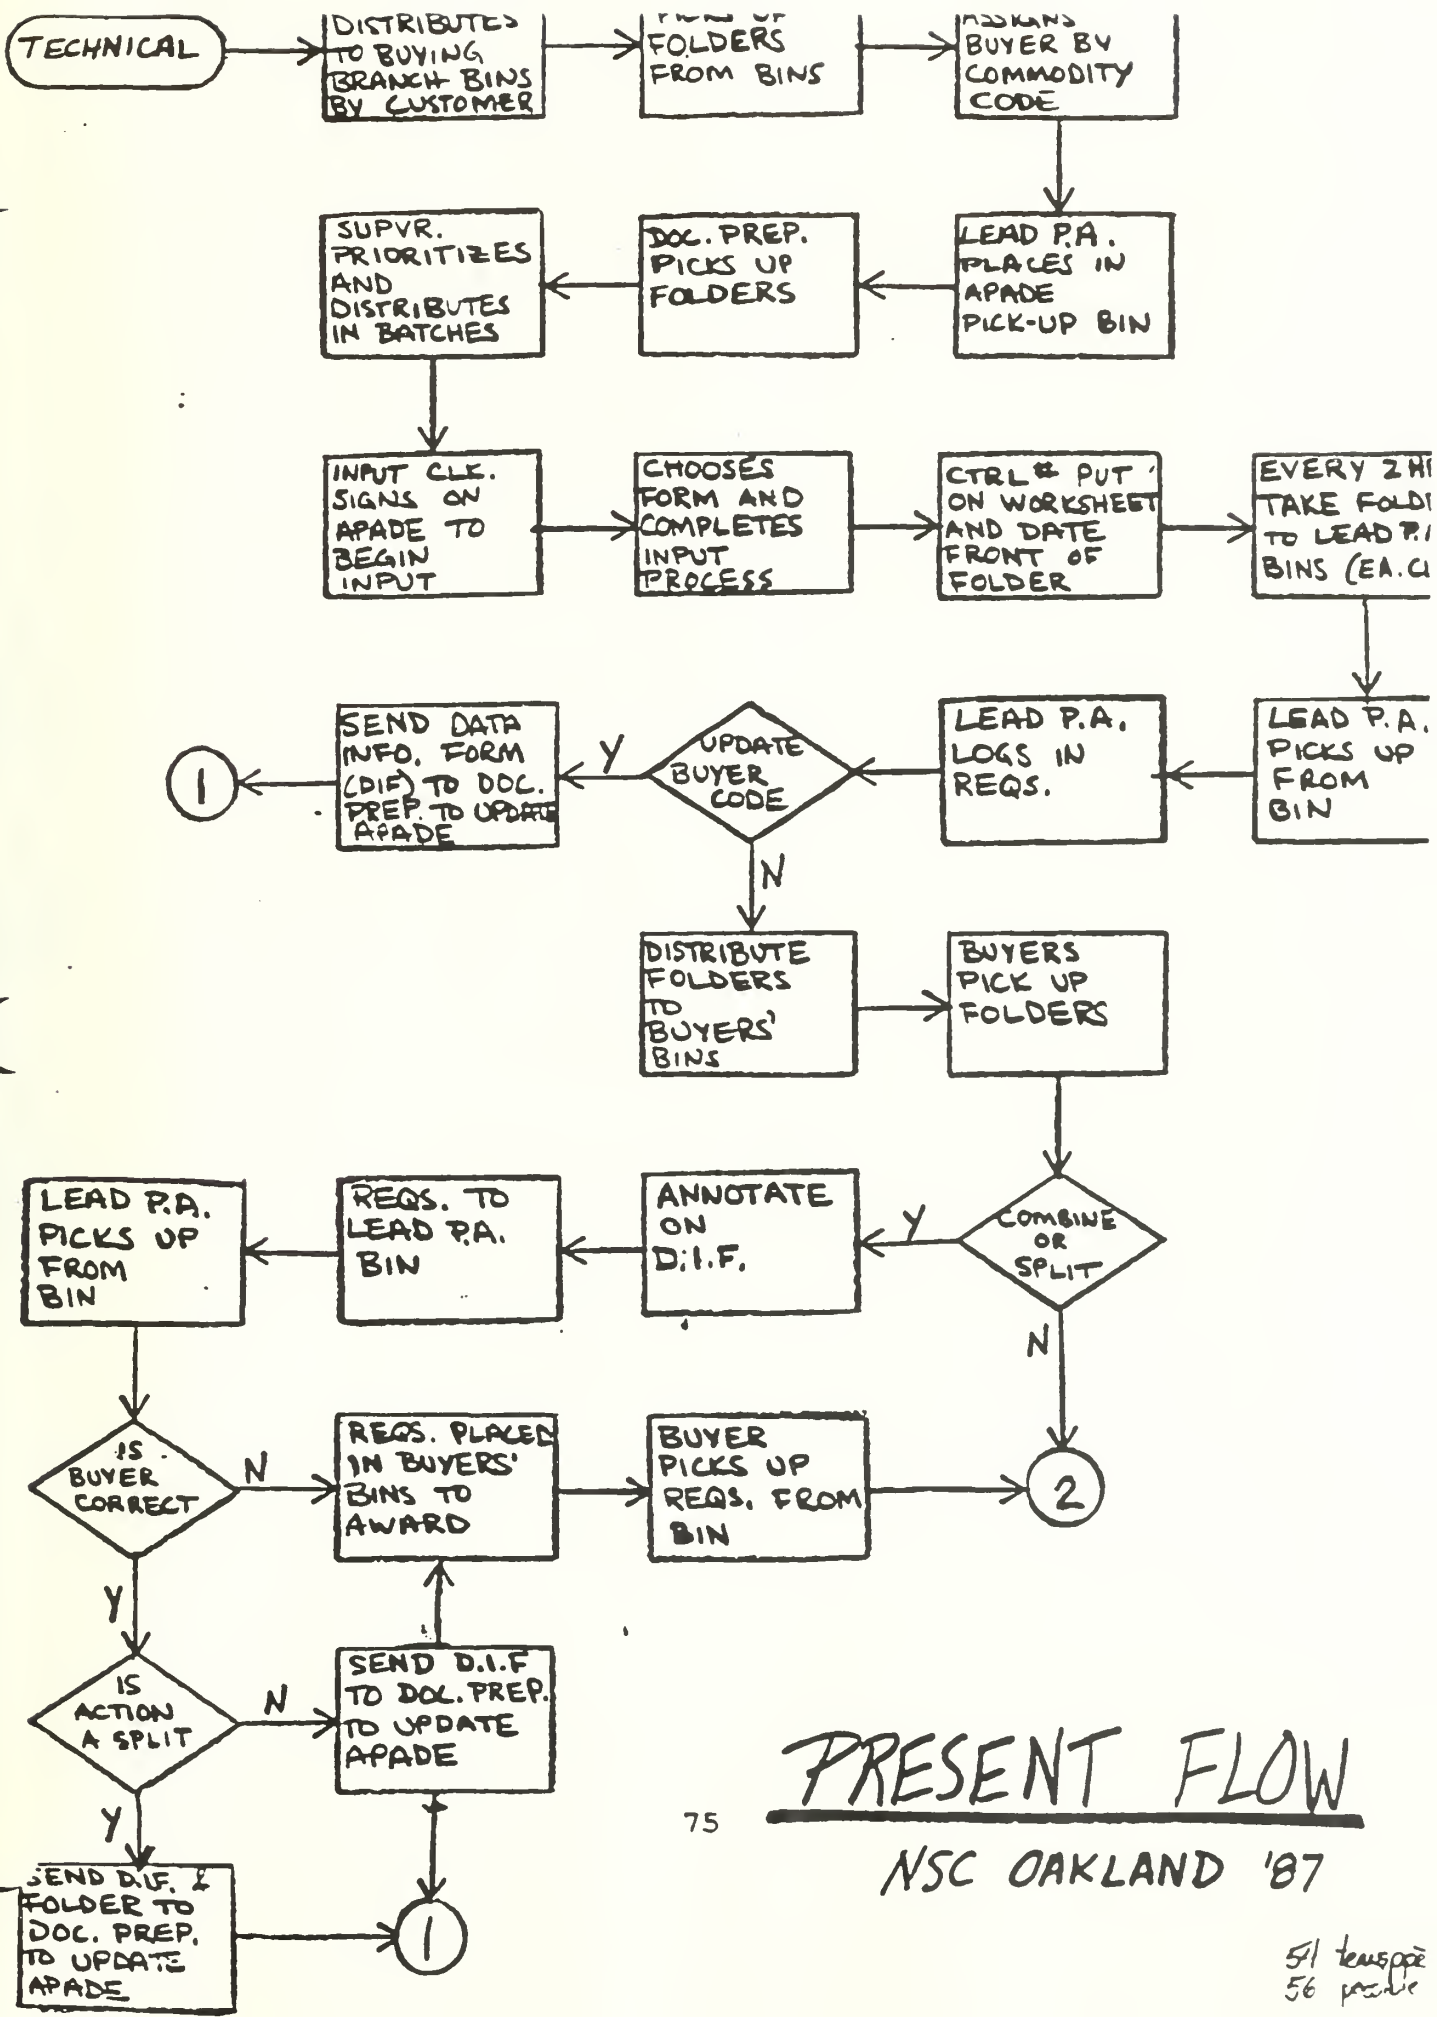 TECHNICAL
DISTRIBUTES
TO BUYING
BRANCH BINS
BY CUSTOMER
PICKS UP
FOLDERS
FROM BINS
ASSIGNS
BUYER BY
COMMODITY
CODE
SUPVR.
PRIORITIZES
AND
DISTRIBUTES
IN BATCHES
DOC. PREP.
PICKS UP
FOLDERS
LEAD P.A.
PLACES IN
APADE
PICK-UP BIN
INPUT CLK.
SIGNS ON
APADE TO
BEGIN
INPUT
CHOOSES
FORM AND
COMPLETES
INPUT
PROCESS
CTRL # PUT
ON WORKSHEET
AND DATE
FRONT OF
FOLDER
EVERY 2
TAKE
TO LEAD
BINS (EA.
1
SEND DATA
INFO. FORM
(DIF) TO DOC.
PREP. TO UPDATE
APADE
Y
UPDATE
BUYER
CODE
N
LEAD P.A.
LOGS IN
REQS.
LEAD P.A.
PICKS UP
FROM
BIN
DISTRIBUTE
FOLDERS
TO
BUYERS'
BINS
BUYERS
PICK UP
FOLDERS
LEAD P.A.
PICKS UP
FROM
BIN
REQS. TO
LEAD P.A.
BIN
ANNOTATE
ON
D.I.F.
Y
COMBINE
OR
SPLIT
N
IS
BUYER
CORRECT
N
Y
REQS. PLACED
IN BUYERS'
BINS TO
AWARD
BUYER
PICKS UP
REQS. FROM
BIN
2
IS
ACTION
A SPLIT
N
Y
SEND D.I.F
TO DOC. PREP.
TO UPDATE
APADE
SEND D.I.F. &
FOLDER TO
DOC. PREP.
TO UPDATE
APADE
1
75
PRESENT FLOW
NSC OAKLAND '87
56